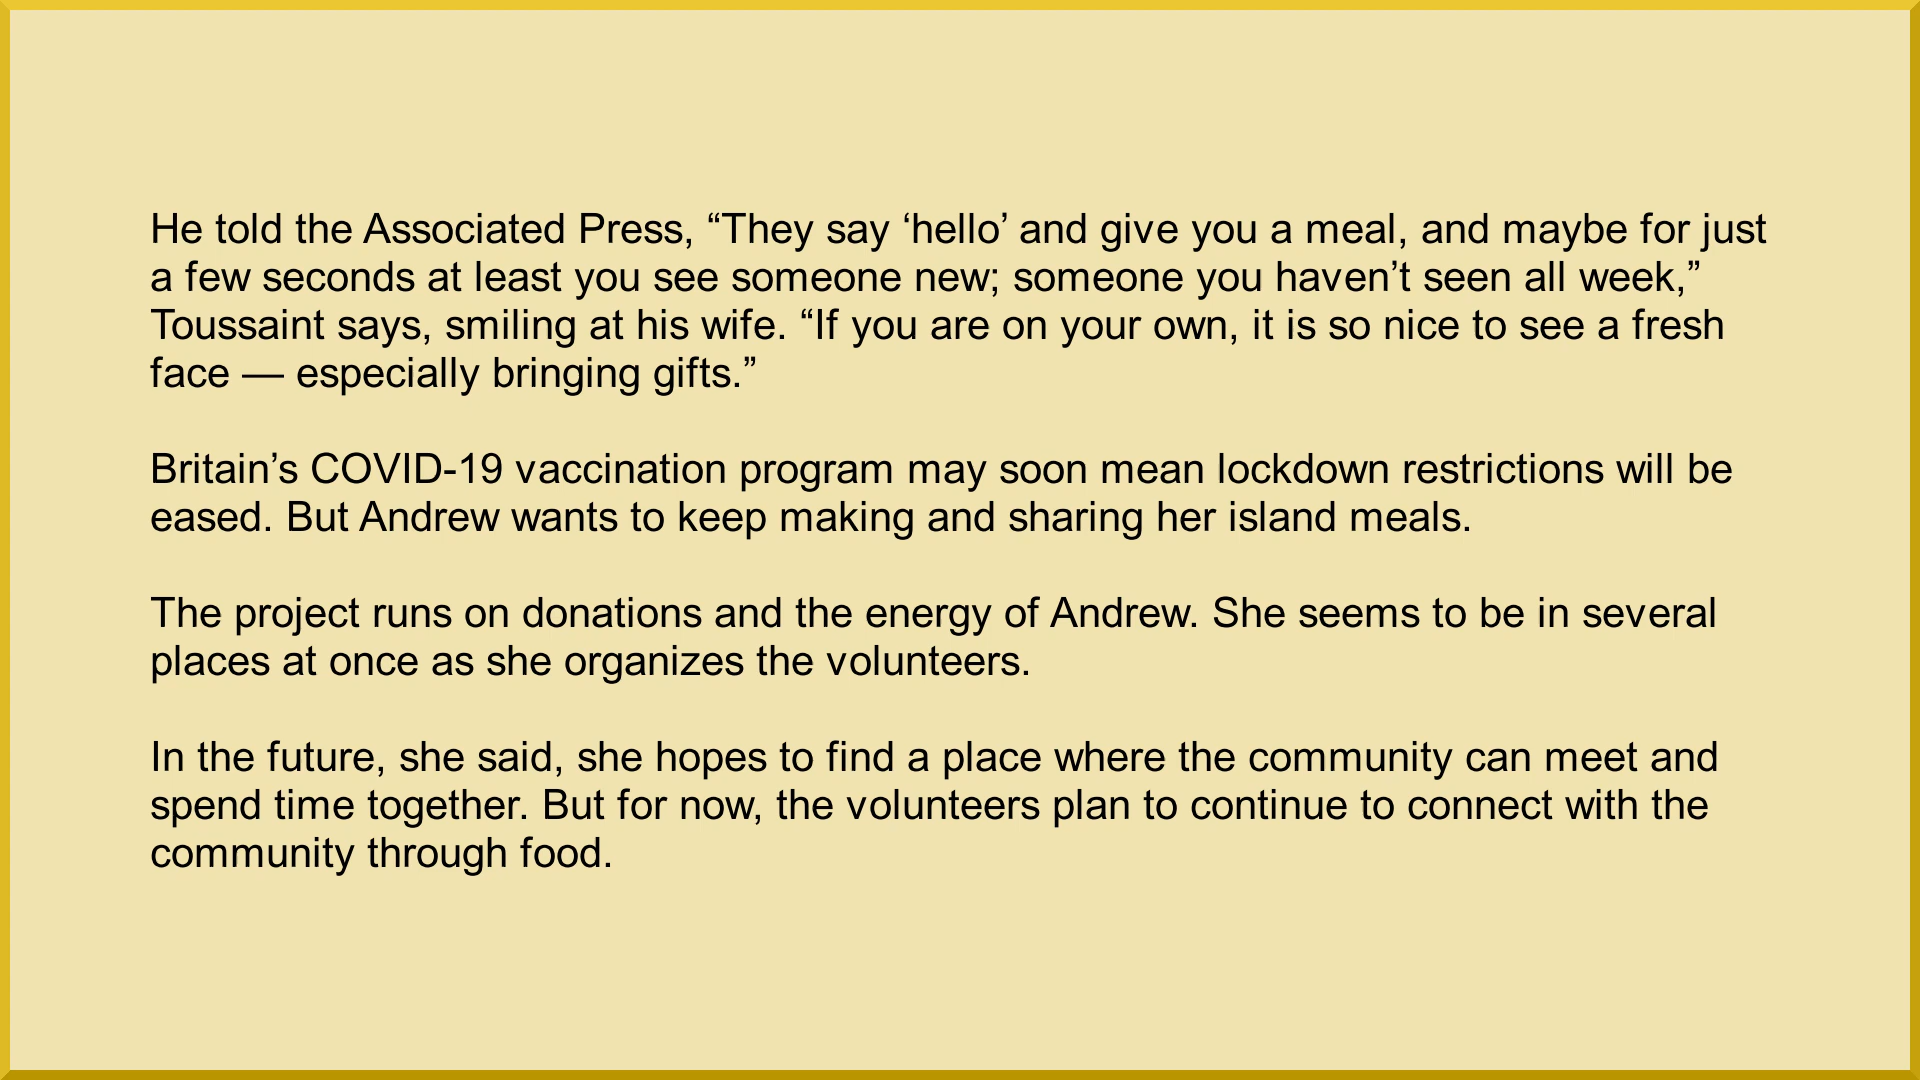 He told the Associated Press, “They say ‘hello’ and give you a meal, and maybe for just
a few seconds at least you see someone new; someone you haven’t seen all week,”
Toussaint says, smiling at his wife. “If you are on your own, it is so nice to see a fresh
face — especially bringing gifts.”
Britain’s COVID-19 vaccination program may soon mean lockdown restrictions will be
eased. But Andrew wants to keep making and sharing her island meals.
The project runs on donations and the energy of Andrew. She seems to be in several
places at once as she organizes the volunteers.
In the future, she said, she hopes to find a place where the community can meet and
spend time together. But for now, the volunteers plan to continue to connect with the
community through food.